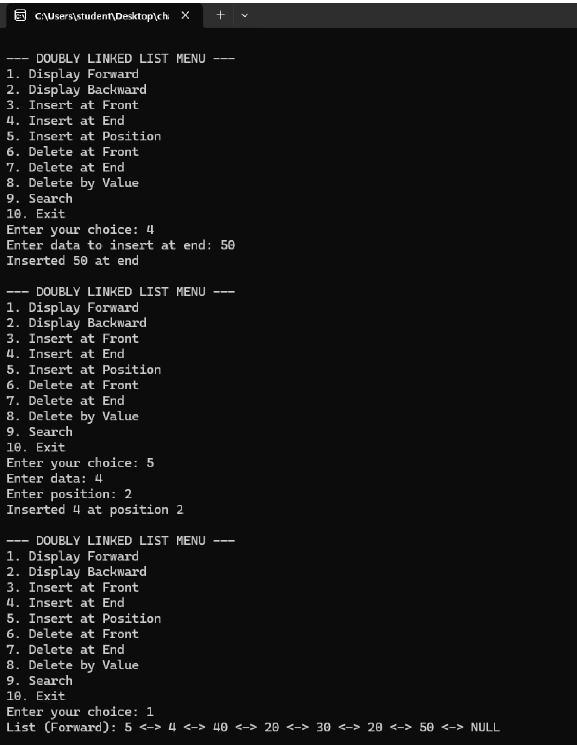 C:\Users\student\Desktop\ch
--- DOUBLY LINKED LIST MENU ---
1. Display Forward
2. Display Backward
3. Insert at Front
4. Insert at End
5. Insert at Position
6. Delete at Front
7. Delete at End
8. Delete by Value
9. Search
10. Exit
Enter your choice: 4
Enter data to insert at end: 50
Inserted 50 at end
--- DOUBLY LINKED LIST MENU ---
1. Display Forward
2. Display Backward
3. Insert at Front
4. Insert at End
5. Insert at Position
6. Delete at Front
7. Delete at End
8. Delete by Value
9. Search
10. Exit
Enter your choice: 5
Enter data: 4
Enter position: 2
Inserted 4 at position 2
--- DOUBLY LINKED LIST MENU ---
1. Display Forward
2. Display Backward
3. Insert at Front
4. Insert at End
5. Insert at Position
6. Delete at Front
7. Delete at End
8. Delete by Value
9. Search
10. Exit
Enter your choice: 1
List (Forward): 5 <-> 4 <-> 40 <-> 20 <-> 30 <-> 20 <-> 50 <-> NULL